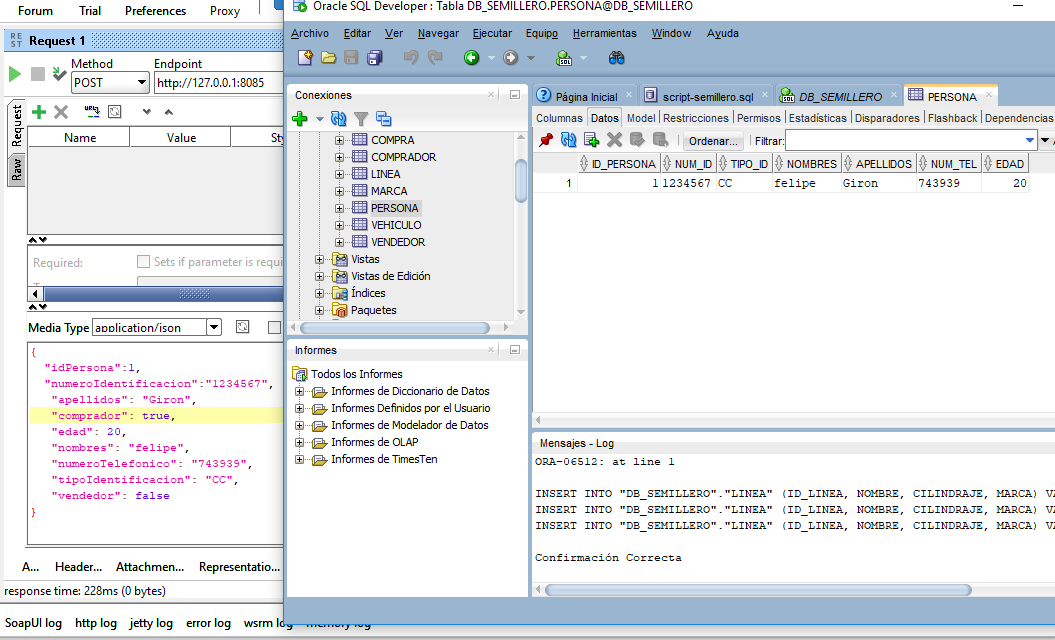 Forum Trial Preferences Proxy
REST Request 1
Method Endpoint
POST http://127.0.0.1:8085
Request
Raw
Name Value Sty
Required: Sets if parameter is requi
Media Type application/json
{
"idPersona":1,
"numeroIdentificacion":"1234567",
"apellidos": "Giron",
"comprador": true,
"edad": 20,
"nombres": "felipe",
"numeroTelefonico": "743939",
"tipoIdentificacion": "CC",
"vendedor": false
}
A... Header... Attachmen... Representatio...
response time: 228ms (0 bytes)
SoapUI log http log jetty log error log wsrm log memory log
Oracle SQL Developer : Tabla DB_SEMILLERO.PERSONA@DB_SEMILLERO
Archivo Editar Ver Navegar Ejecutar Equipo Herramientas Window Ayuda
Conexiones
COMPRA
COMPRADOR
LINEA
MARCA
PERSONA
VEHICULO
VENDEDOR
Vistas
Vistas de Edición
Índices
Paquetes
Informes
Todos los Informes
Informes de Diccionario de Datos
Informes Definidos por el Usuario
Informes de Modelador de Datos
Informes de OLAP
Informes de TimesTen
Página Inicial script-semillero.sql DB_SEMILLERO PERSONA
Columnas Datos Model Restricciones Permisos Estadísticas Disparadores Flashback Dependencias
Ordenar... Filtrar:
ID_PERSONA NUM_ID TIPO_ID NOMBRES APELLIDOS NUM_TEL EDAD
1 1 1234567 CC felipe Giron 743939 20
Mensajes - Log
ORA-06512: at line 1
INSERT INTO "DB_SEMILLERO"."LINEA" (ID_LINEA, NOMBRE, CILINDRAJE, MARCA) VA
INSERT INTO "DB_SEMILLERO"."LINEA" (ID_LINEA, NOMBRE, CILINDRAJE, MARCA) VA
INSERT INTO "DB_SEMILLERO"."LINEA" (ID_LINEA, NOMBRE, CILINDRAJE, MARCA) VA
Confirmación Correcta